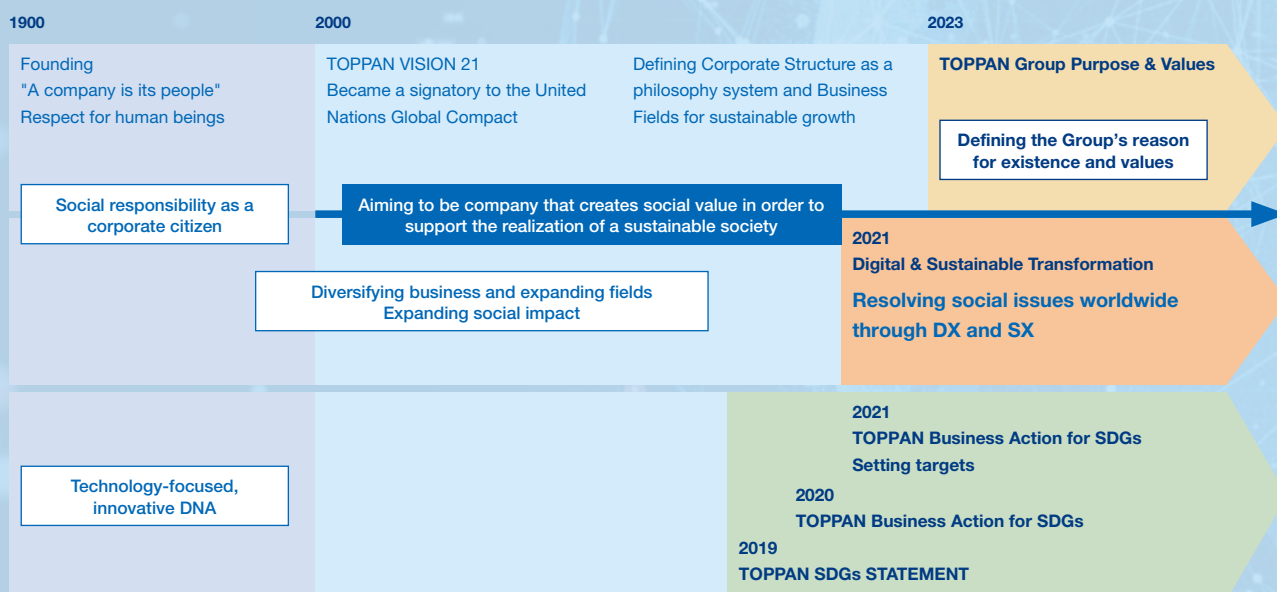 1900
2000
2023
Founding
"A company is its people"
Respect for human beings
TOPPAN VISION 21
Became a signatory to the United
Nations Global Compact
Defining Corporate Structure as a
philosophy system and Business
Fields for sustainable growth
TOPPAN Group Purpose & Values
Defining the Group's reason
for existence and values
Social responsibility as a
corporate citizen
Aiming to be company that creates social value in order to
support the realization of a sustainable society
Diversifying business and expanding fields
Expanding social impact
2021
Digital & Sustainable Transformation
Resolving social issues worldwide
through DX and SX
Technology-focused,
innovative DNA
2021
TOPPAN Business Action for SDGs
Setting targets
2020
TOPPAN Business Action for SDGs
2019
TOPPAN SDGs STATEMENT